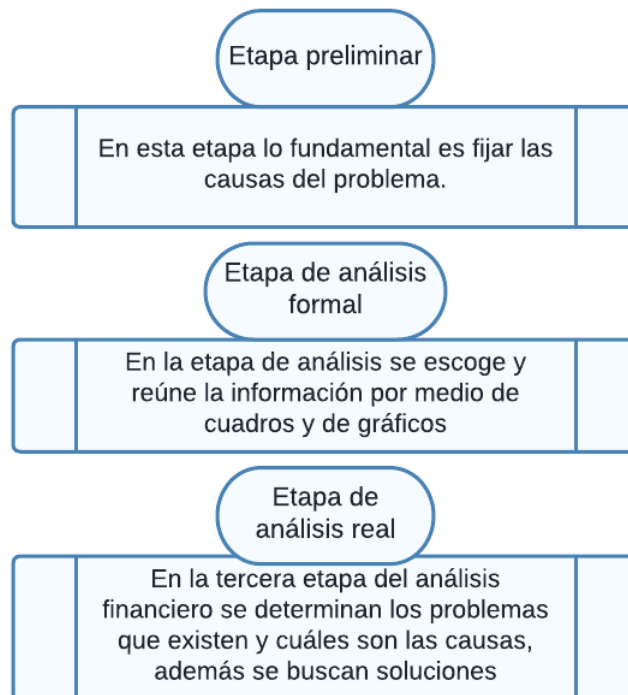 Etapa preliminar
En esta etapa lo fundamental es fijar las
causas del problema.
Etapa de análisis
formal
En la etapa de análisis se escoge y
reúne la información por medio de
cuadros y de gráficos
Etapa de
análisis real
En la tercera etapa del análisis
financiero se determinan los problemas
que existen y cuáles son las causas,
además se buscan soluciones